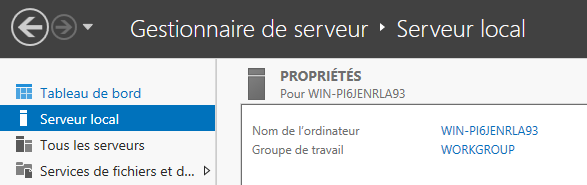 Gestionnaire de serveur ‣ Serveur local
Tableau de bord
Serveur local
Tous les serveurs
Services de fichiers et d...
PROPRIÉTÉS
Pour WIN-PI6JENRLA93
Nom de l'ordinateur WIN-PI6JENRLA93
Groupe de travail WORKGROUP